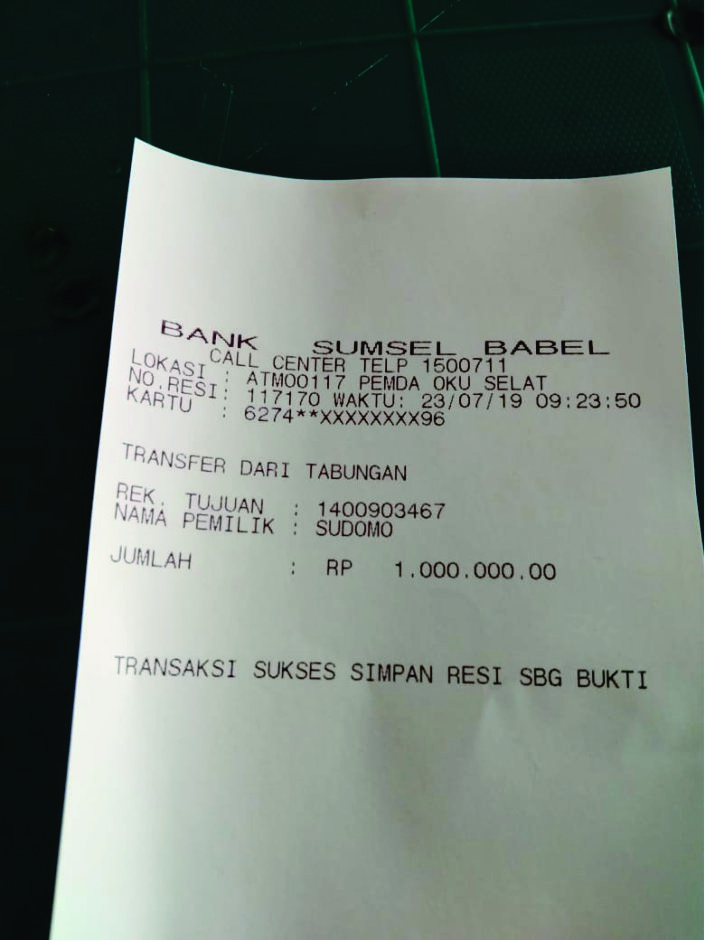 BANK SUMSEL BABEL
CALL CENTER TELP 1500711
LOKASI : ATM00117 PEMDA OKU SELAT
NO.RESI: 117170 WAKTU: 23/07/19 09:23:50
KARTU : 6274**XXXXXXXX96
TRANSFER DARI TABUNGAN
REK. TUJUAN : 1400903467
NAMA PEMILIK : SUDOMO
JUMLAH : RP 1.000.000.00
TRANSAKSI SUKSES SIMPAN RESI SBG BUKTI